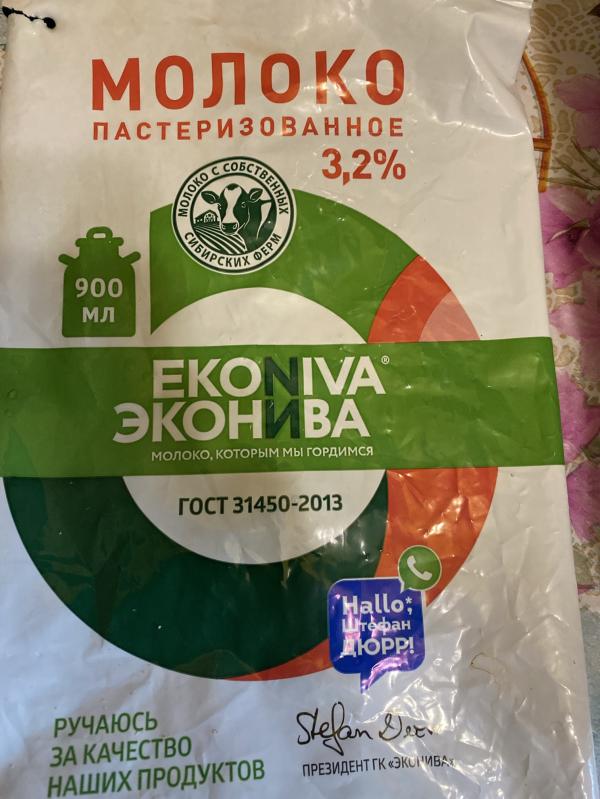 МОЛОКО
ПАСТЕРИЗОВАННОЕ
3,2%
МОЛОКО С СОБСТВЕННЫХ
СИБИРСКИХ ФЕРМ
900
МЛ
EKONIVA®
ЭКОНИВА
МОЛОКО, КОТОРЫМ МЫ ГОРДИМСЯ
ГОСТ 31450-2013
Hallo*,
Штефан
ДЮРР!
РУЧАЮСЬ
ЗА КАЧЕСТВО
НАШИХ ПРОДУКТОВ
Stefan
ПРЕЗИДЕНТ ГК «ЭКОНИВА»